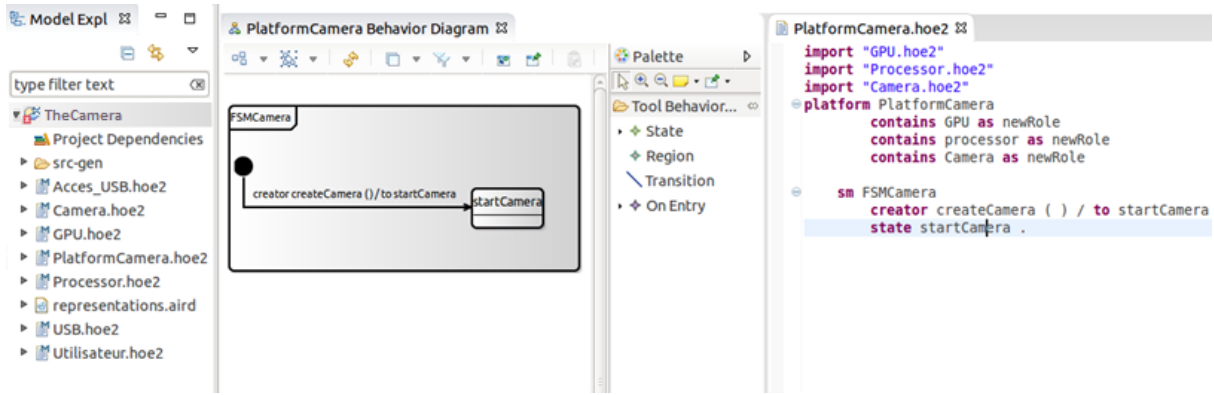 Model Expl
type filter text
TheCamera
Project Dependencies
src-gen
Acces_USB.hoe2
Camera.hoe2
GPU.hoe2
PlatformCamera.hoe2
Processor.hoe2
representations.aird
USB.hoe2
Utilisateur.hoe2
PlatformCamera Behavior Diagram
FSMCamera
creator createCamera ()/ to startCamera
startCamera
Palette
Tool Behavior...
State
Region
Transition
On Entry
PlatformCamera.hoe2
import "GPU.hoe2"
import "Processor.hoe2"
import "Camera.hoe2"
platform PlatformCamera
contains GPU as newRole
contains processor as newRole
contains Camera as newRole
sm FSMCamera
creator createCamera ( ) / to startCamera
state startCamera .